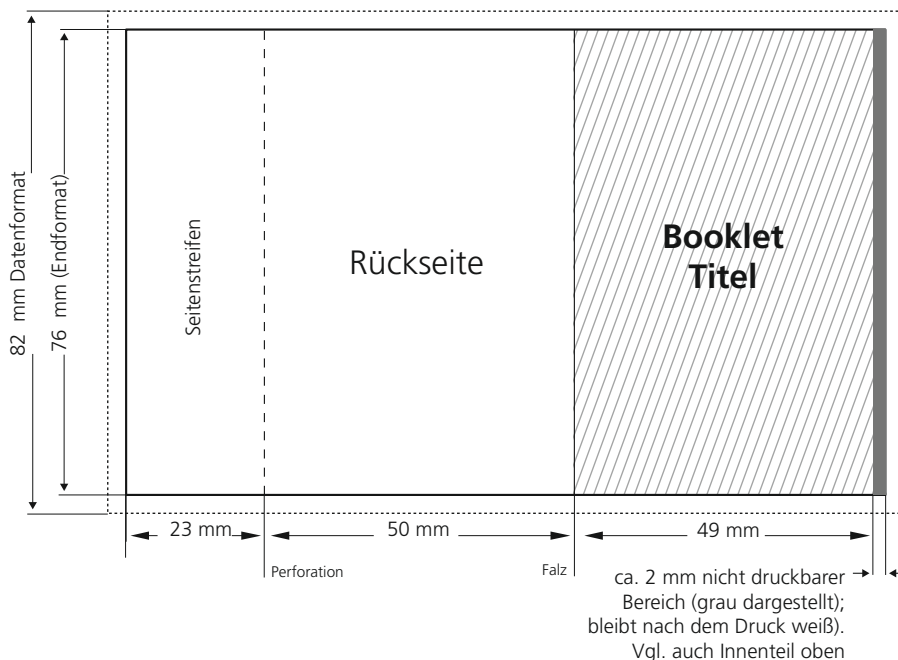 82 mm Datenformat
76 mm (Endformat)
Seitenstreifen
Rückseite
Booklet
Titel
23 mm
50 mm
49 mm
Perforation
Falz
ca. 2 mm nicht druckbarer
Bereich (grau dargestellt);
bleibt nach dem Druck weiß).
Vgl. auch Innenteil oben